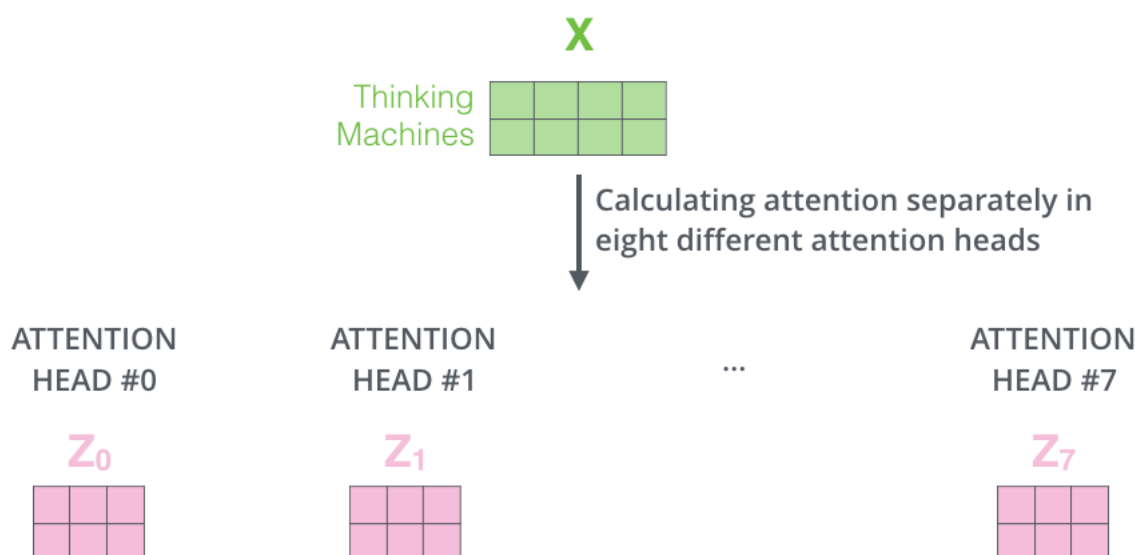 X
Thinking
Machines
Calculating attention separately in
eight different attention heads
ATTENTION
HEAD #0
ATTENTION
HEAD #1
...
ATTENTION
HEAD #7
Z0
Z1
Z7